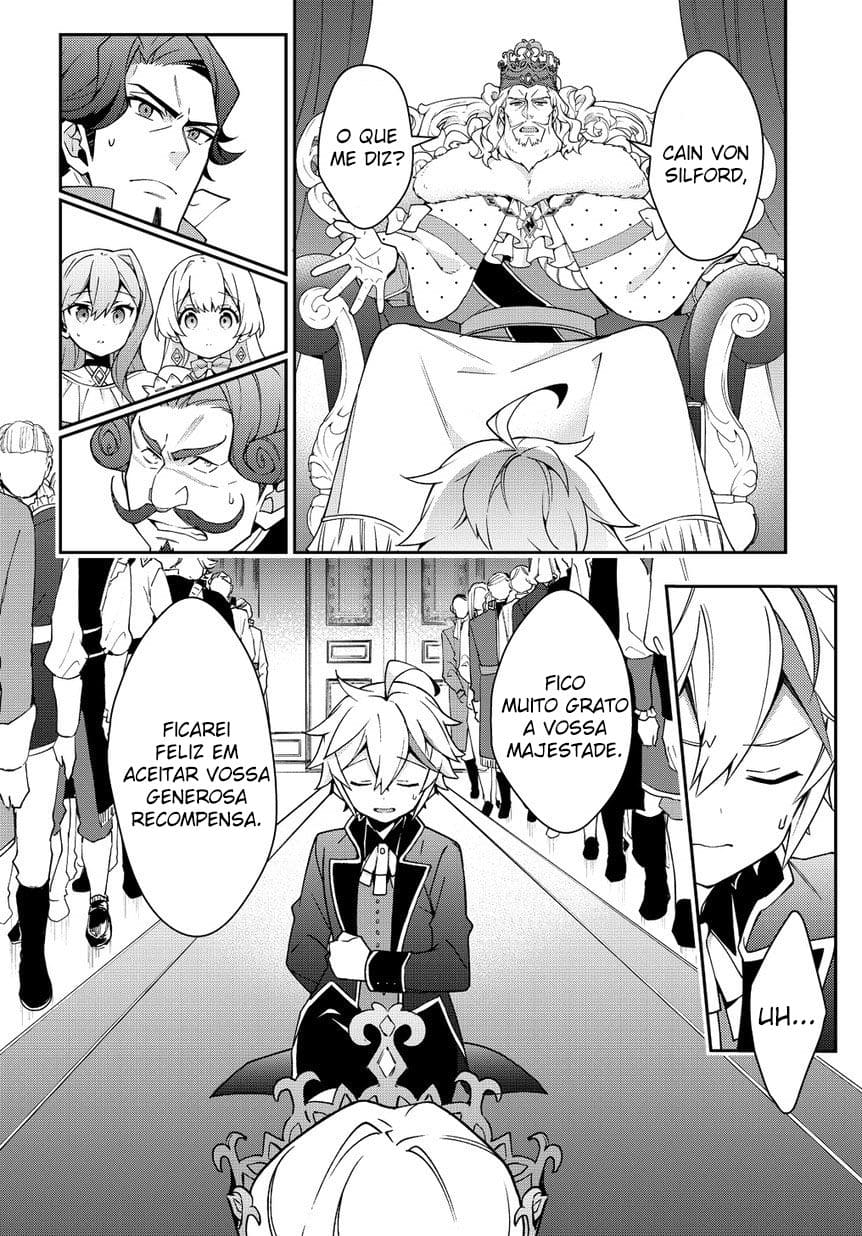 CAIN VON
SILFORD,
O QUE
ME DIZ?
UH...
FICO
MUITO GRATO
A VOSSA
MAJESTADE.
FICAREI
FELIZ EM
ACEITAR VOSSA
GENEROSA
RECOMPENSA.